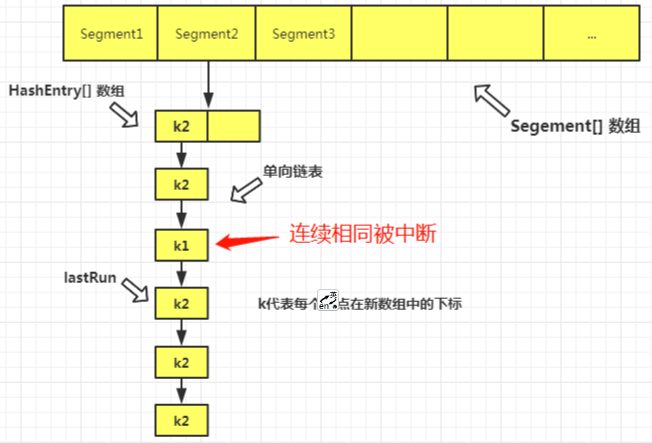 Segment1 Segment2 Segment3 ...
HashEntry[] 数组
Segement[] 数组
k2
单向链表
k2
k1
连续相同被中断
lastRun
k2
k代表每个 点在新数组中的下标
k2
k2